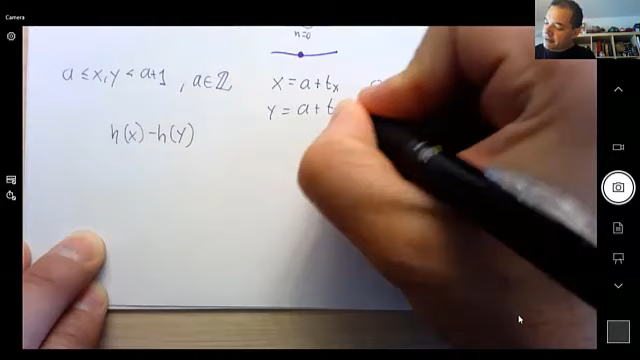 Camera
n=0
a ≤ x, y < a+1 , a ∈ ℤ
x = a + t_x
y = a + t
h(x) - h(y)